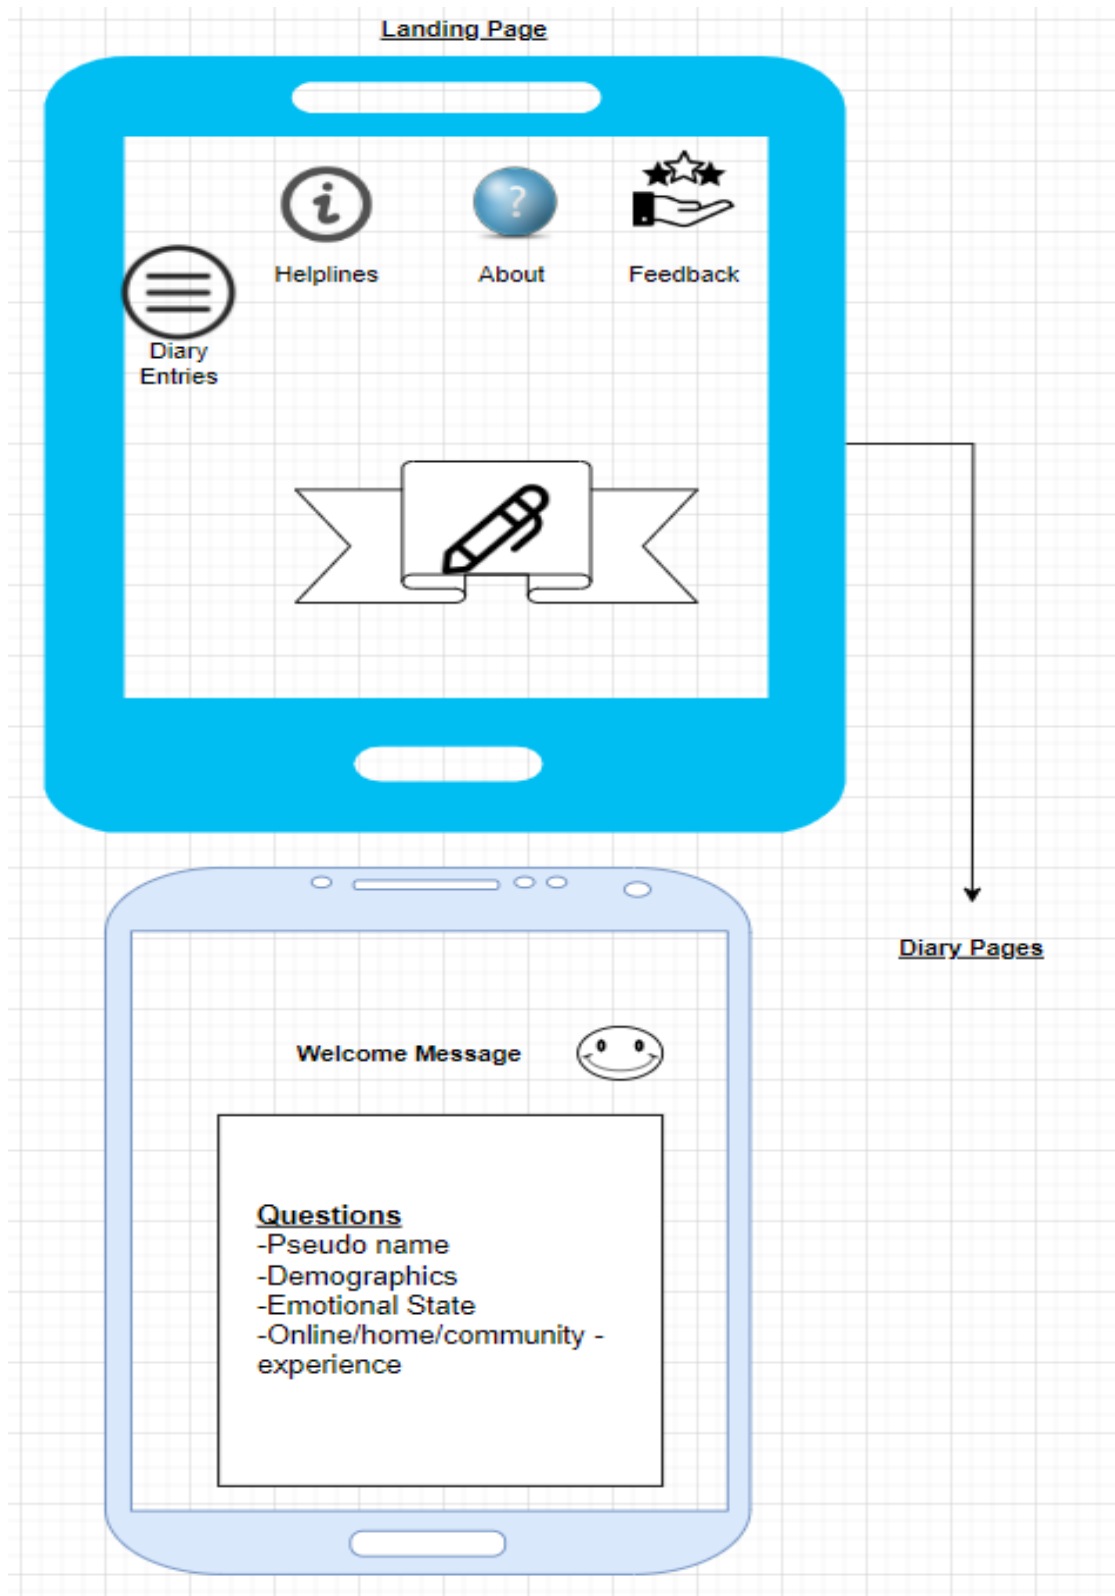 Landing Page
Helplines
About
Feedback
Diary
Entries
Diary Pages
Welcome Message
Questions
-Pseudo name
-Demographics
-Emotional State
-Online/home/community -
experience